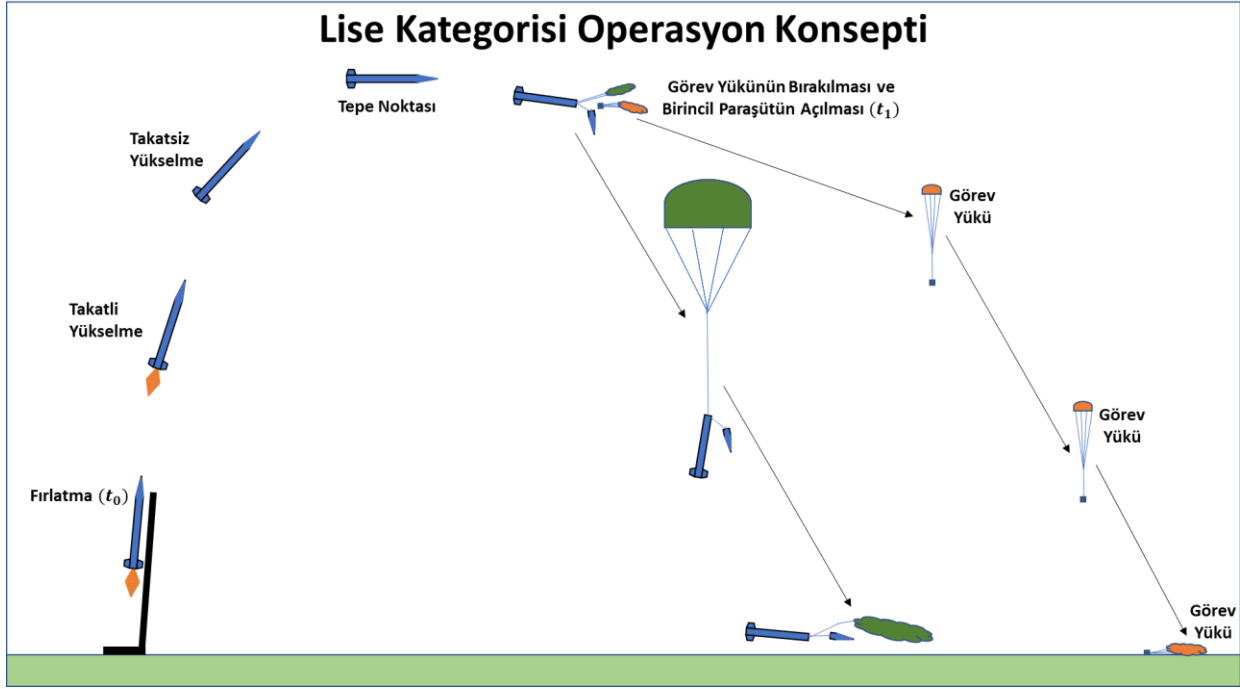 Lise Kategorisi Operasyon Konsepti
Tepe Noktası
Görev Yükünün Bırakılması ve
Birincil Paraşütün Açılması (t₁)
Takatsiz
Yükselme
Görev
Yükü
Takatli
Yükselme
Görev
Yükü
Fırlatma (t₀)
Görev
Yükü